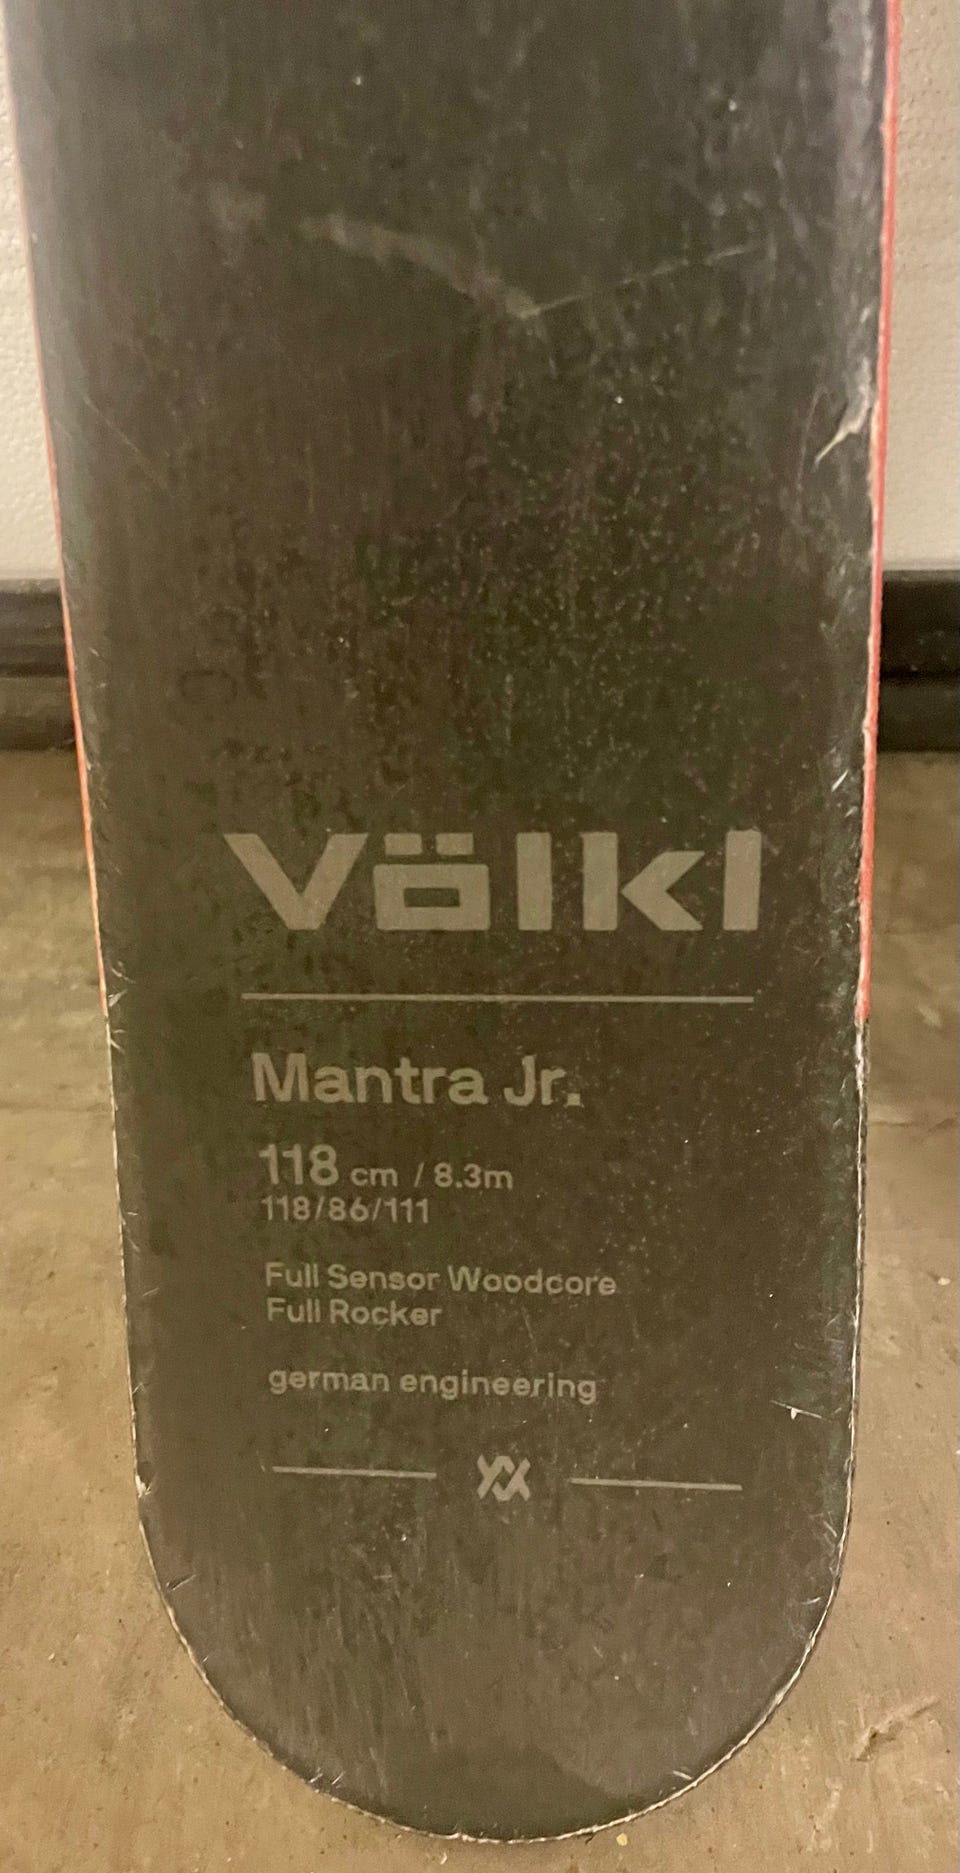 Völkl
Mantra Jr.
118 cm / 8.3m
118/86/111
Full Sensor Woodcore
Full Rocker
german engineering